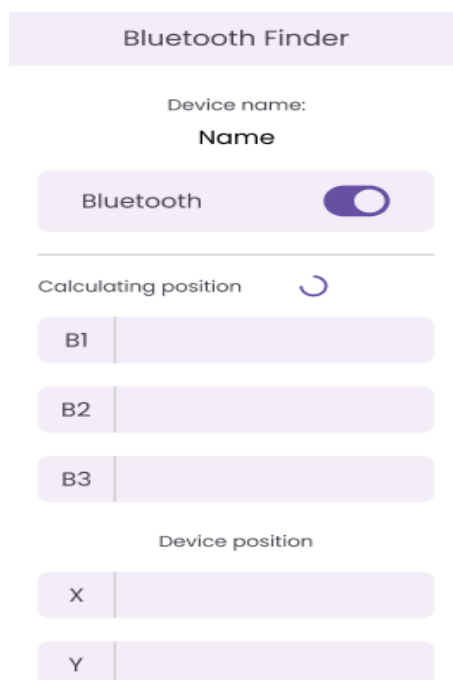 Bluetooth Finder
Device name:
Name
Bluetooth
Calculating position
B1
B2
B3
Device position
X
Y